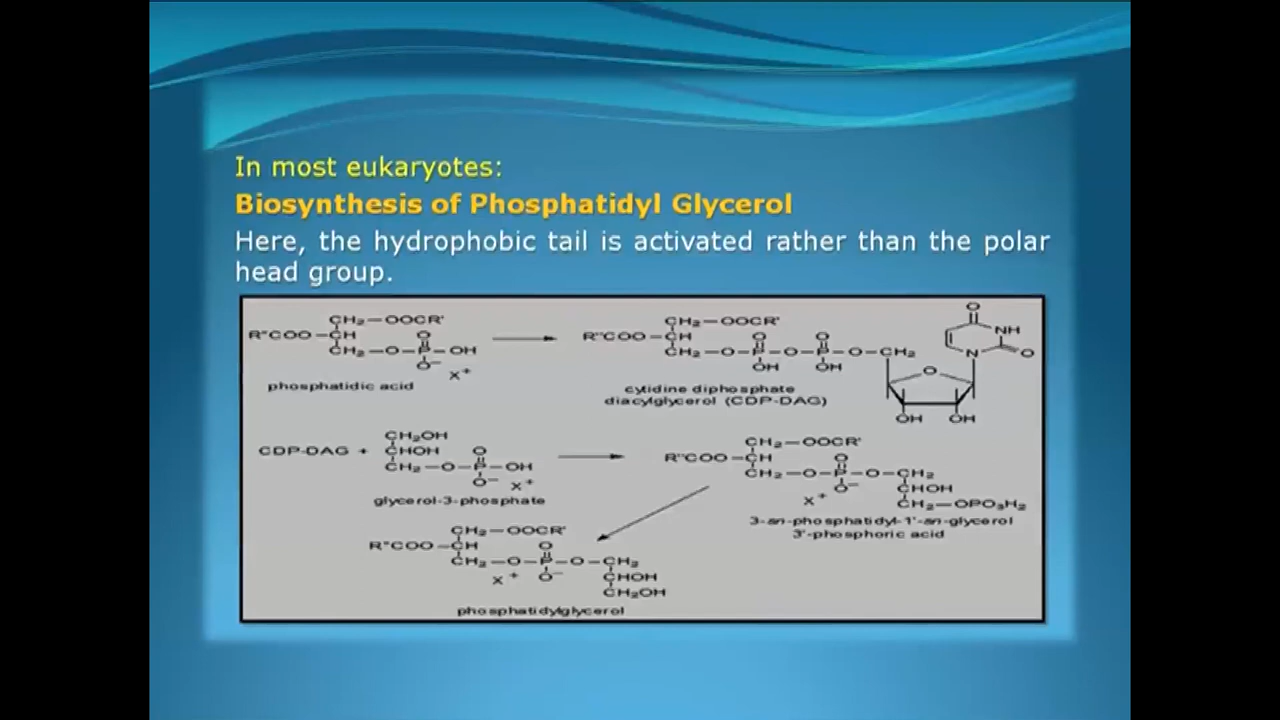 In most eukaryotes:
Biosynthesis of Phosphatidyl Glycerol
Here, the hydrophobic tail is activated rather than the polar
head group.
CH₂—OOCR'
R"COO—CH O
CH₂—O—P—OH
O⁻ X⁺
phosphatidic acid
CH₂—OOCR'
R"COO—CH O O
CH₂—O—P—O—P—O—CH₂
OH OH
O
NH
N O
O
OH OH
cytidine diphosphate
diacylglycerol (CDP-DAG)
CH₂OH
CDP-DAG + CHOH O
CH₂—O—P—OH
O⁻ X⁺
glycerol-3-phosphate
CH₂—OOCR'
R"COO—CH O
CH₂—O—P—O—CH₂
X⁺ O⁻ CHOH
CH₂—OPO₃H₂
3-sn-phosphatidyl-1'-sn-glycerol
3'-phosphoric acid
CH₂—OOCR'
R"COO—CH O
CH₂—O—P—O—CH₂
X⁺ O⁻ CHOH
CH₂OH
phosphatidylglycerol